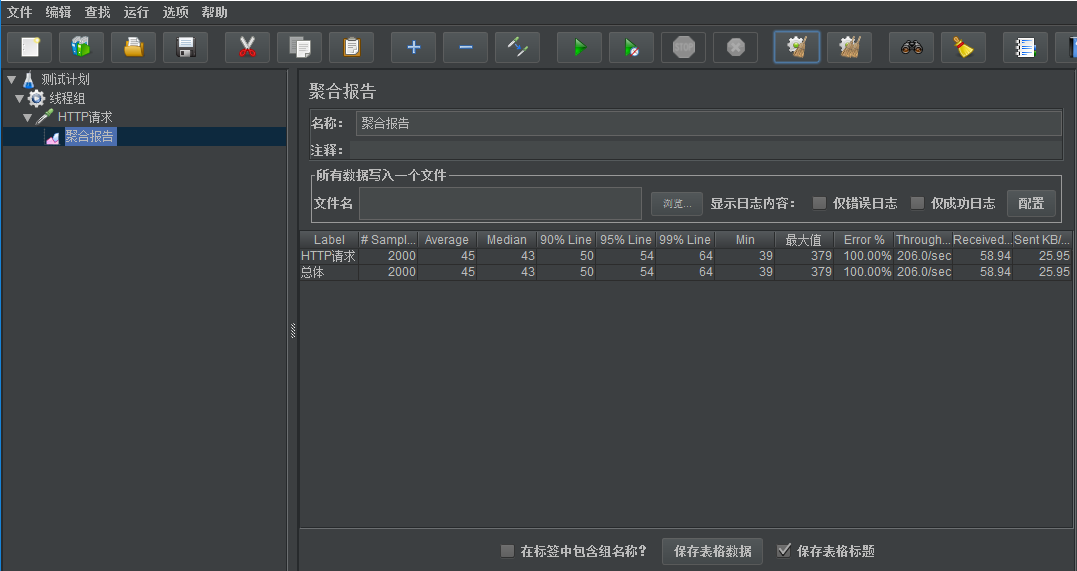 文件 编辑 查找 运行 选项 帮助
STOP
测试计划
线程组
HTTP请求
聚合报告
聚合报告
名称： 聚合报告
注释：
所有数据写入一个文件
文件名 浏览... 显示日志内容： 仅错误日志 仅成功日志 配置
Label # Sampl... Average Median 90% Line 95% Line 99% Line Min 最大值 Error % Through... Received... Sent KB/...
HTTP请求 2000 45 43 50 54 64 39 379 100.00% 206.0/sec 58.94 25.95
总体 2000 45 43 50 54 64 39 379 100.00% 206.0/sec 58.94 25.95
在标签中包含组名称? 保存表格数据 保存表格标题